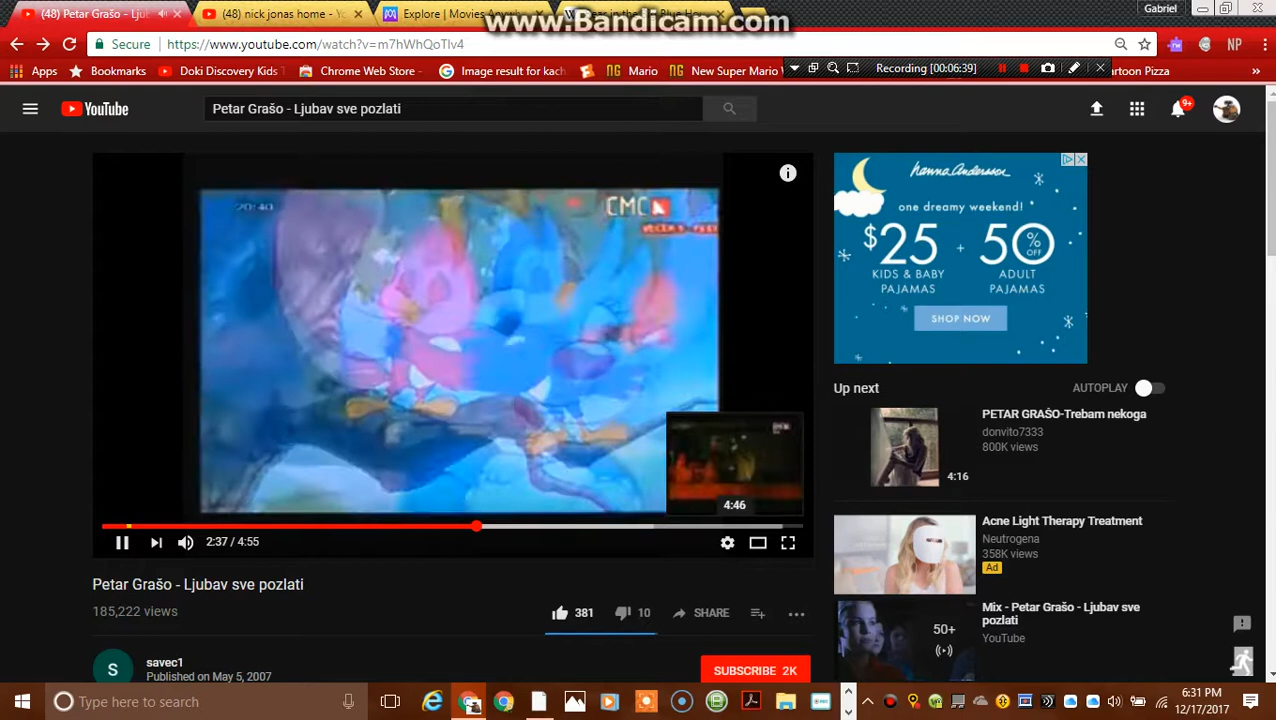 www.Bandicam.com
(48) Petar Grašo - Lju
(48) nick jonas home - Yo
Explore | Movies Anyw
Gabriel
Secure
https://www.youtube.com/watch?v=m7hWhQoTlv4
Apps
Bookmarks
Doki Discovery Kids
Chrome Web Store -
Image result for kach
Mario
New Super Mario
Recording [00:06:39]
artoon Pizza
»
YouTube
Petar Grašo - Ljubav sve pozlati
9+
20:40
CMC
4:46
2:37 / 4:55
hanna Andersson
one dreamy weekend!
$25 + 50% OFF
KIDS & BABY PAJAMAS
ADULT PAJAMAS
SHOP NOW
Up next
AUTOPLAY
PETAR GRAŠO-Trebam nekoga
donvito7333
800K views
4:16
Acne Light Therapy Treatment
Neutrogena
358K views
Ad
Mix - Petar Grašo - Ljubav sve
pozlati
YouTube
50+
Petar Grašo - Ljubav sve pozlati
185,222 views
381
10
SHARE
S
savec1
Published on May 5, 2007
SUBSCRIBE 2K
Type here to search
6:31 PM
12/17/2017